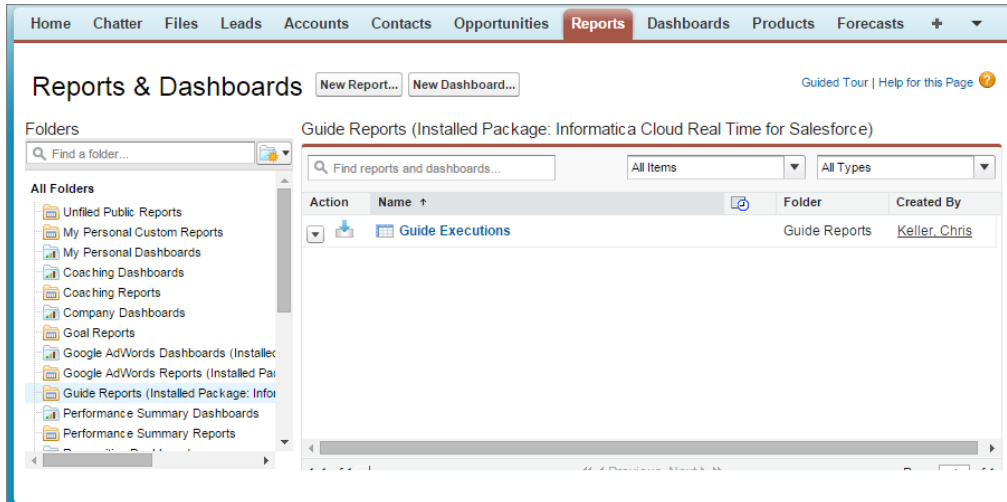 Home Chatter Files Leads Accounts Contacts Opportunities Reports Dashboards Products Forecasts +
Reports & Dashboards New Report... New Dashboard... Guided Tour | Help for this Page ?
Folders
Find a folder...
All Folders
Unfiled Public Reports
My Personal Custom Reports
My Personal Dashboards
Coaching Dashboards
Coaching Reports
Company Dashboards
Goal Reports
Google AdWords Dashboards (Installed
Google AdWords Reports (Installed Pac
Guide Reports (Installed Package: Infor
Performance Summary Dashboards
Performance Summary Reports
Guide Reports (Installed Package: Informatica Cloud Real Time for Salesforce)
Find reports and dashboards... All Items All Types
Action Name ↑ Folder Created By
Guide Executions Guide Reports Keller, Chris